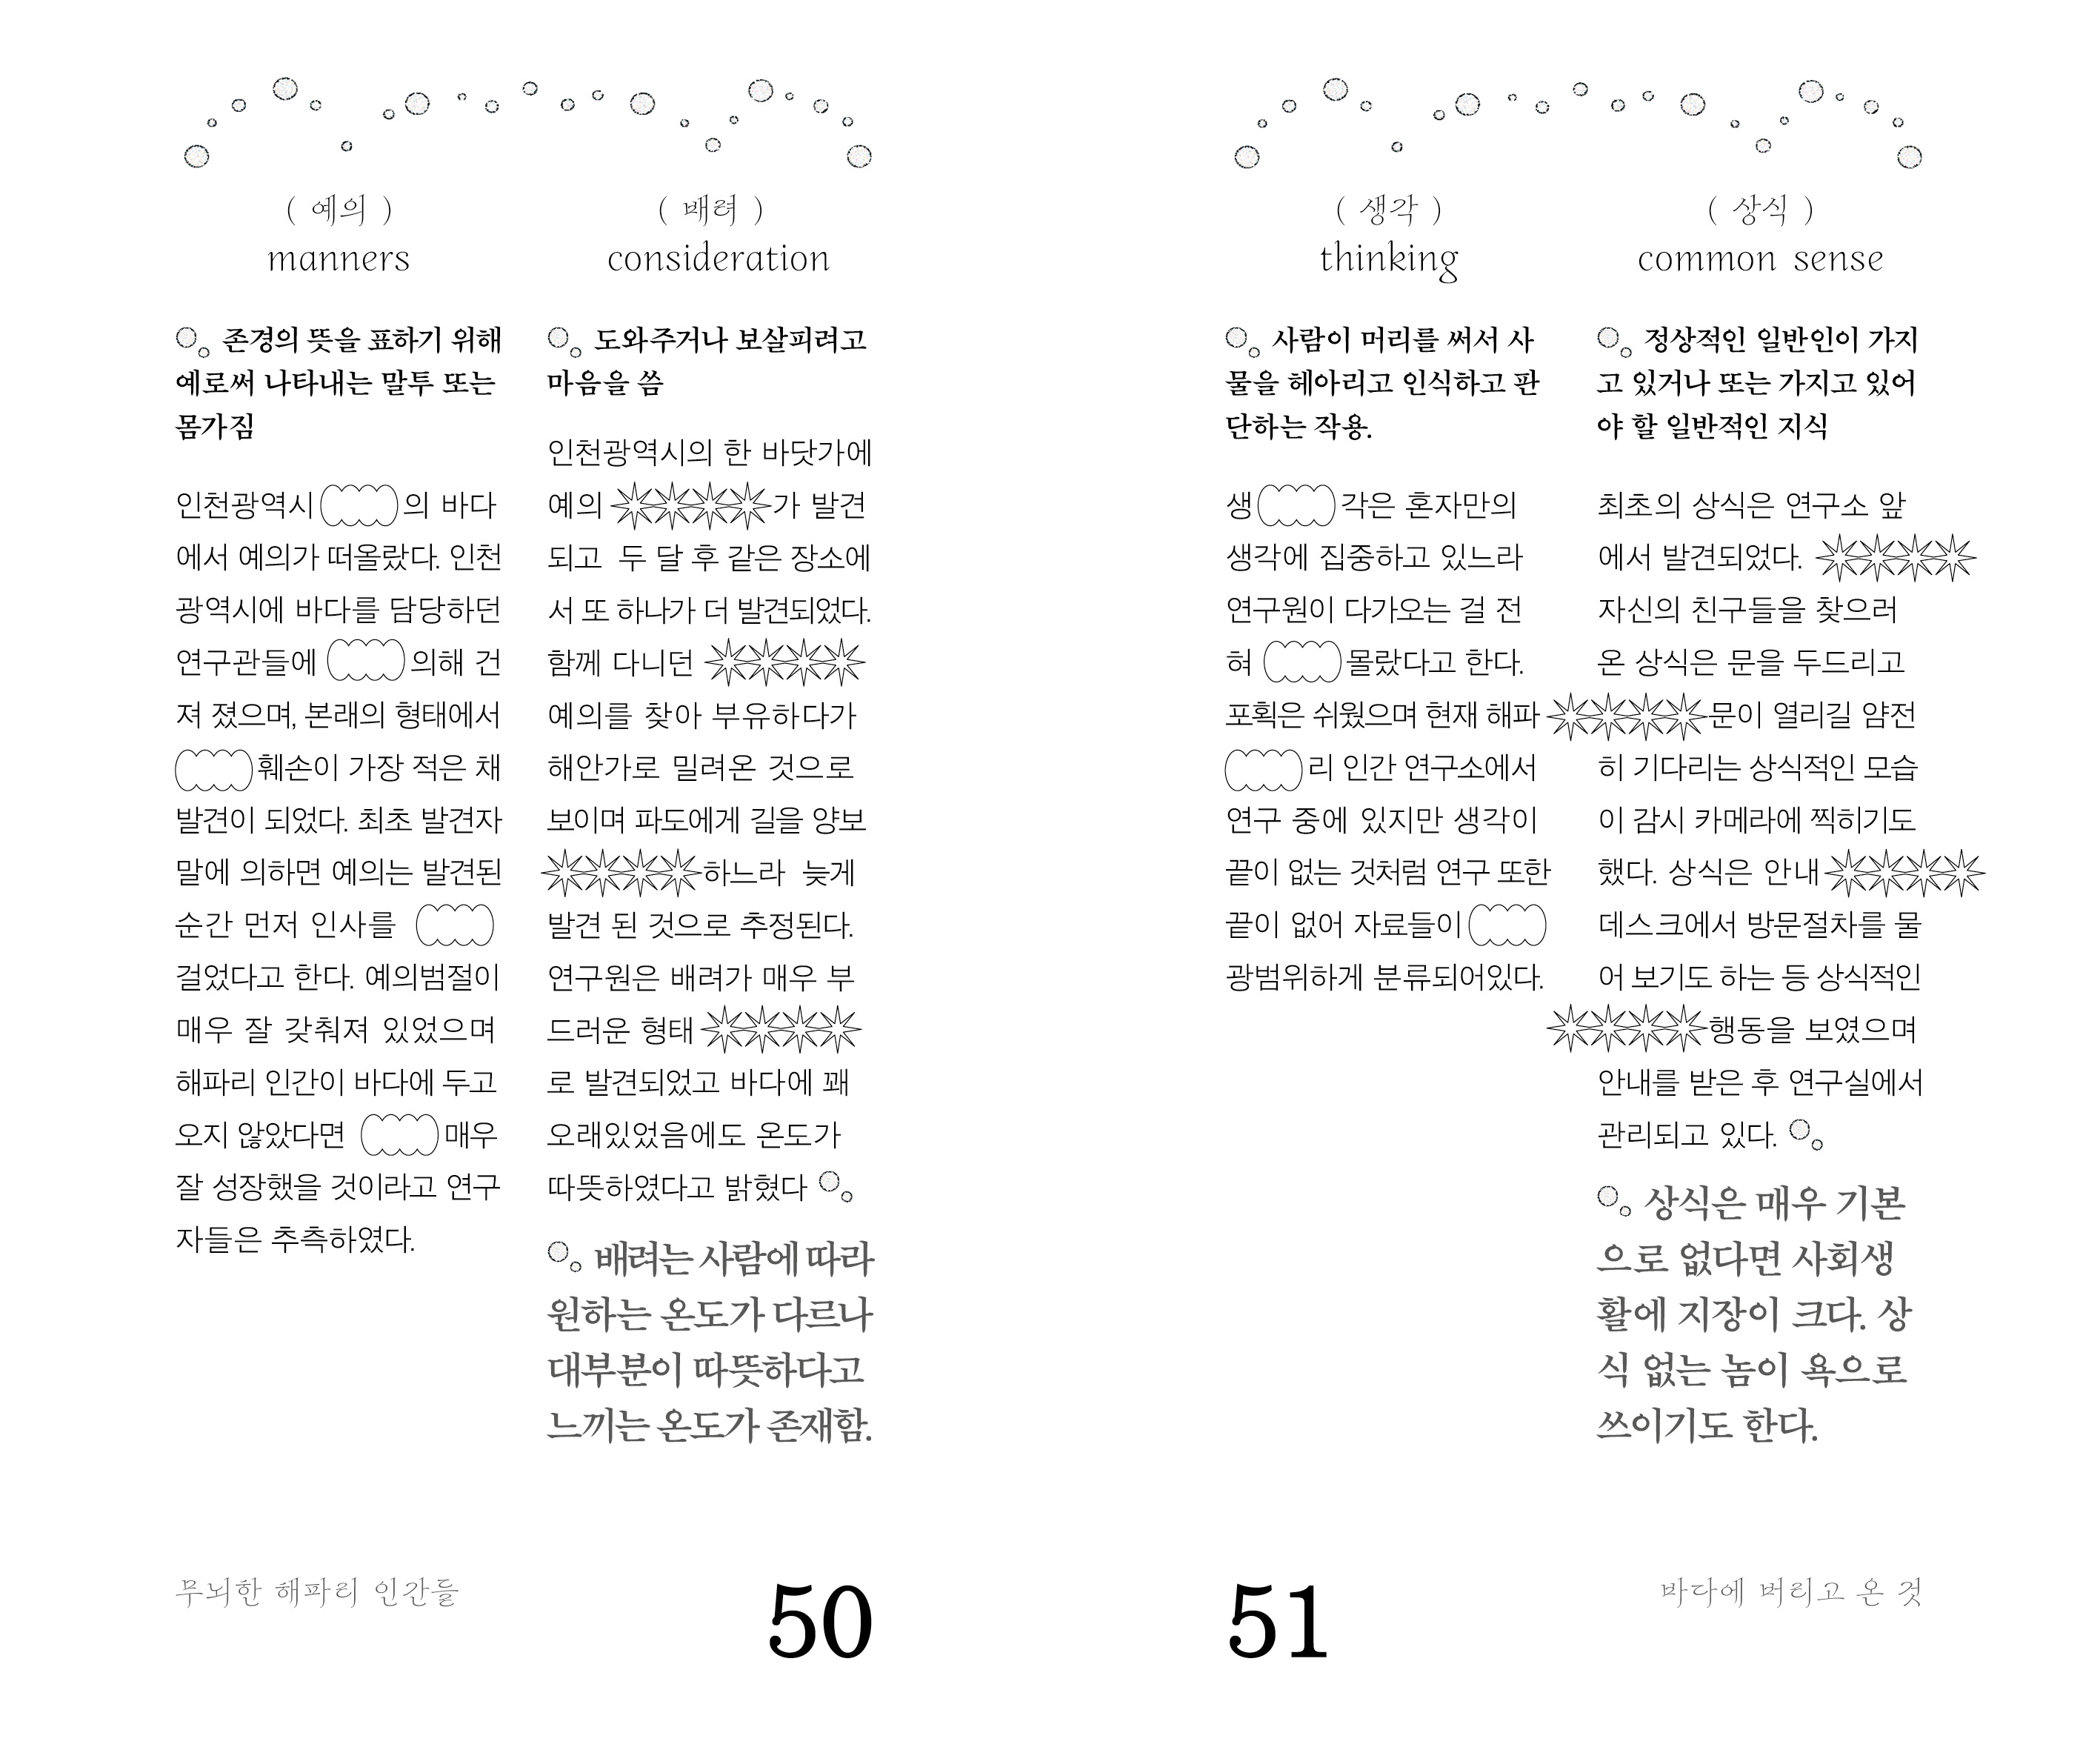 ( 예의 )
manners
존경의 뜻을 표하기 위해
예로써 나타내는 말투 또는
몸가짐
인천광역시 의 바다
에서 예의가 떠올랐다. 인천
광역시에 바다를 담당하던
연구관들에 의해 건
져 졌으며, 본래의 형태에서
훼손이 가장 적은 채
발견이 되었다. 최초 발견자
말에 의하면 예의는 발견된
순간 먼저 인사를
걸었다고 한다. 예의범절이
매우 잘 갖춰져 있었으며
해파리 인간이 바다에 두고
오지 않았다면 매우
잘 성장했을 것이라고 연구
자들은 추측하였다.
( 배려 )
consideration
도와주거나 보살피려고
마음을 씀
인천광역시의 한 바닷가에
예의 가 발견
되고 두 달 후 같은 장소에
서 또 하나가 더 발견되었다.
함께 다니던
예의를 찾아 부유하다가
해안가로 밀려온 것으로
보이며 파도에게 길을 양보
하느라 늦게
발견 된 것으로 추정된다.
연구원은 배려가 매우 부
드러운 형태
로 발견되었고 바다에 꽤
오래있었음에도 온도가
따뜻하였다고 밝혔다
배려는 사람에 따라
원하는 온도가 다르나
대부분이 따뜻하다고
느끼는 온도가 존재함.
무뇌한 해파리 인간들
50
( 생각 )
thinking
사람이 머리를 써서 사
물을 헤아리고 인식하고 판
단하는 작용.
생 각은 혼자만의
생각에 집중하고 있느라
연구원이 다가오는 걸 전
혀 몰랐다고 한다.
포획은 쉬웠으며 현재 해파
리 인간 연구소에서
연구 중에 있지만 생각이
끝이 없는 것처럼 연구 또한
끝이 없어 자료들이
광범위하게 분류되어있다.
( 상식 )
common sense
정상적인 일반인이 가지
고 있거나 또는 가지고 있어
야 할 일반적인 지식
최초의 상식은 연구소 앞
에서 발견되었다.
자신의 친구들을 찾으러
온 상식은 문을 두드리고
문이 열리길 얌전
히 기다리는 상식적인 모습
이 감시 카메라에 찍히기도
했다. 상식은 안내
데스크에서 방문절차를 물
어 보기도 하는 등 상식적인
행동을 보였으며
안내를 받은 후 연구실에서
관리되고 있다.
상식은 매우 기본
으로 없다면 사회생
활에 지장이 크다. 상
식 없는 놈이 욕으로
쓰이기도 한다.
51
바다에 버리고 온 것